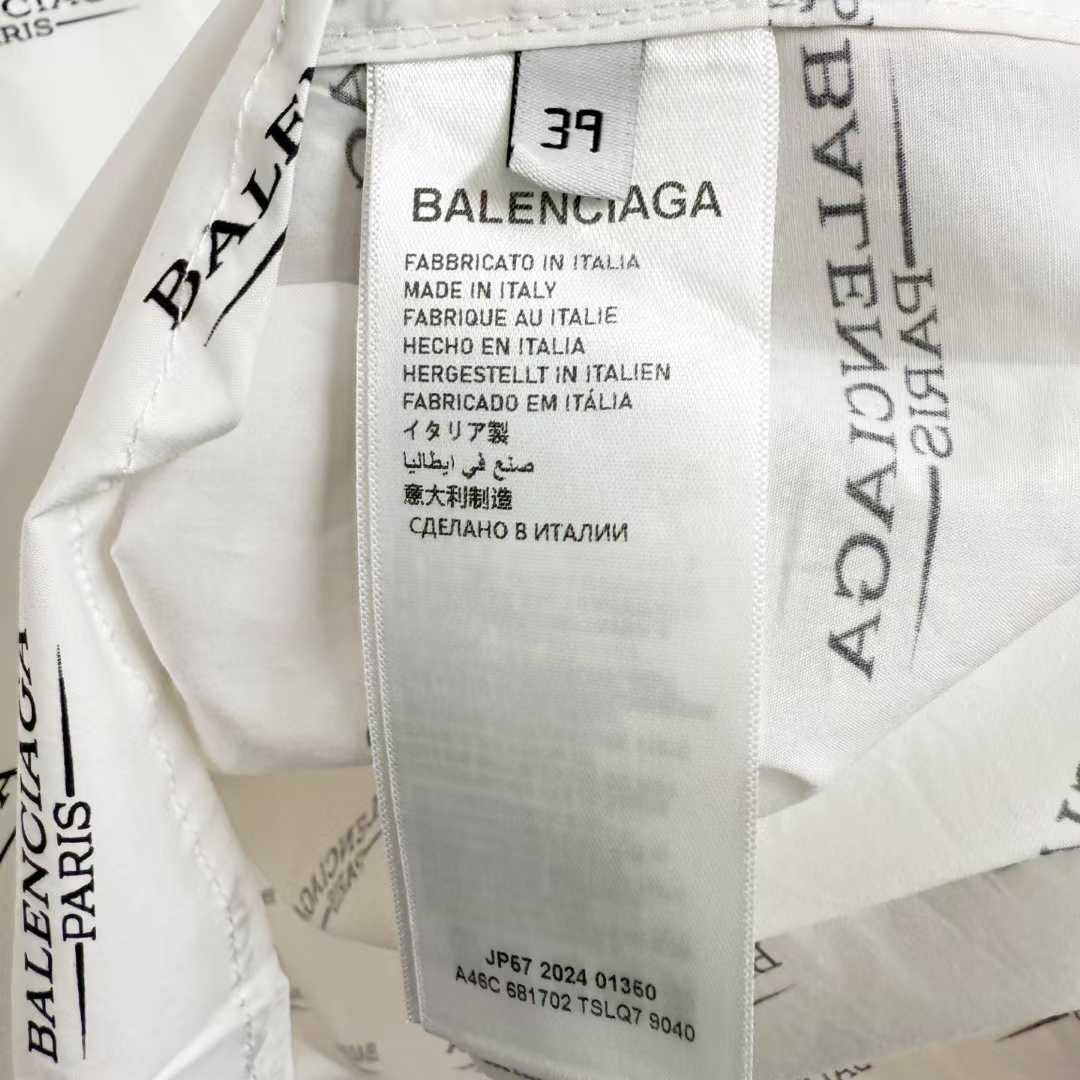 39
BALENCIAGA
FABBRICATO IN ITALIA
MADE IN ITALY
FABRIQUE AU ITALIE
HECHO EN ITALIA
HERGESTELLT IN ITALIEN
FABRICADO EM ITÁLIA
イタリア製
صنع في ايطاليا
意大利制造
СДЕЛАНО В ИТАЛИИ
JP67 2024 01360
A46C 681702 TSLQ7 9040
BALENCIAGA
PARIS
BALENCIAGA
PARIS